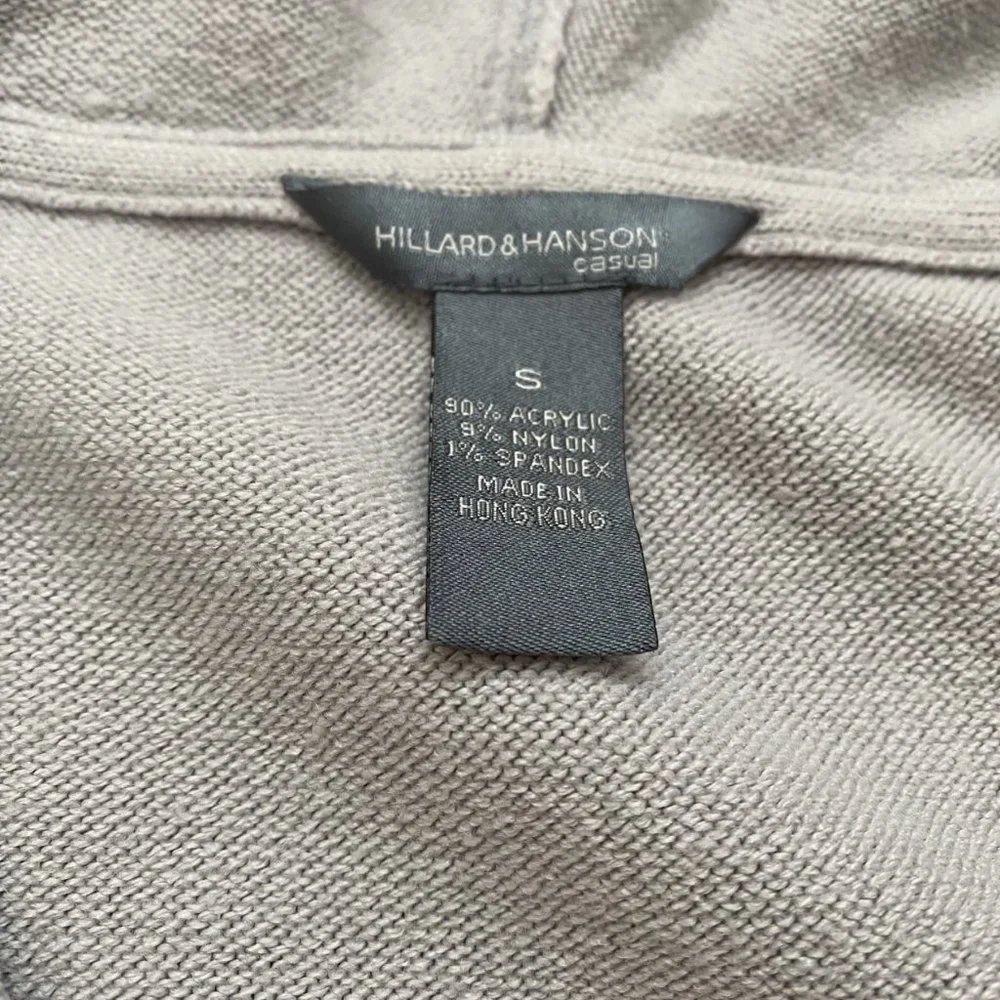 HILLARD & HANSON®
casual
S
90% ACRYLIC
9% NYLON
1% SPANDEX
MADE IN
HONG KONG